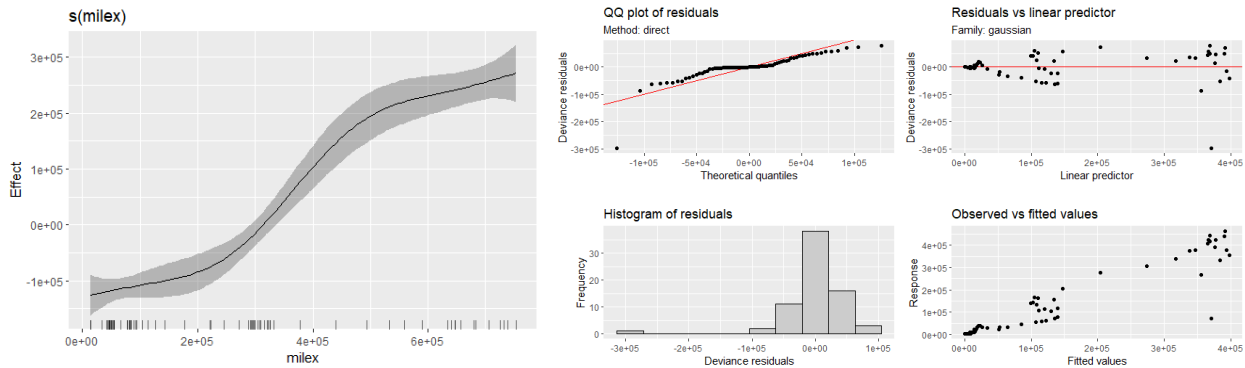 s(milex)
3e+05
2e+05
1e+05
0e+00
-1e+05
Effect
0e+00 2e+05 4e+05 6e+05
milex
QQ plot of residuals
Method: direct
0e+00
-1e+05
-2e+05
-3e+05
Deviance residuals
-1e+05 -5e+04 0e+00 5e+04 1e+05
Theoretical quantiles
Residuals vs linear predictor
Family: gaussian
0e+00
-1e+05
-2e+05
-3e+05
Deviance residuals
0e+00 1e+05 2e+05 3e+05 4e+05
Linear predictor
Histogram of residuals
30
20
10
0
Frequency
-3e+05 -2e+05 -1e+05 0e+00 1e+05
Deviance residuals
Observed vs fitted values
4e+05
3e+05
2e+05
1e+05
0e+00
Response
0e+00 1e+05 2e+05 3e+05 4e+05
Fitted values